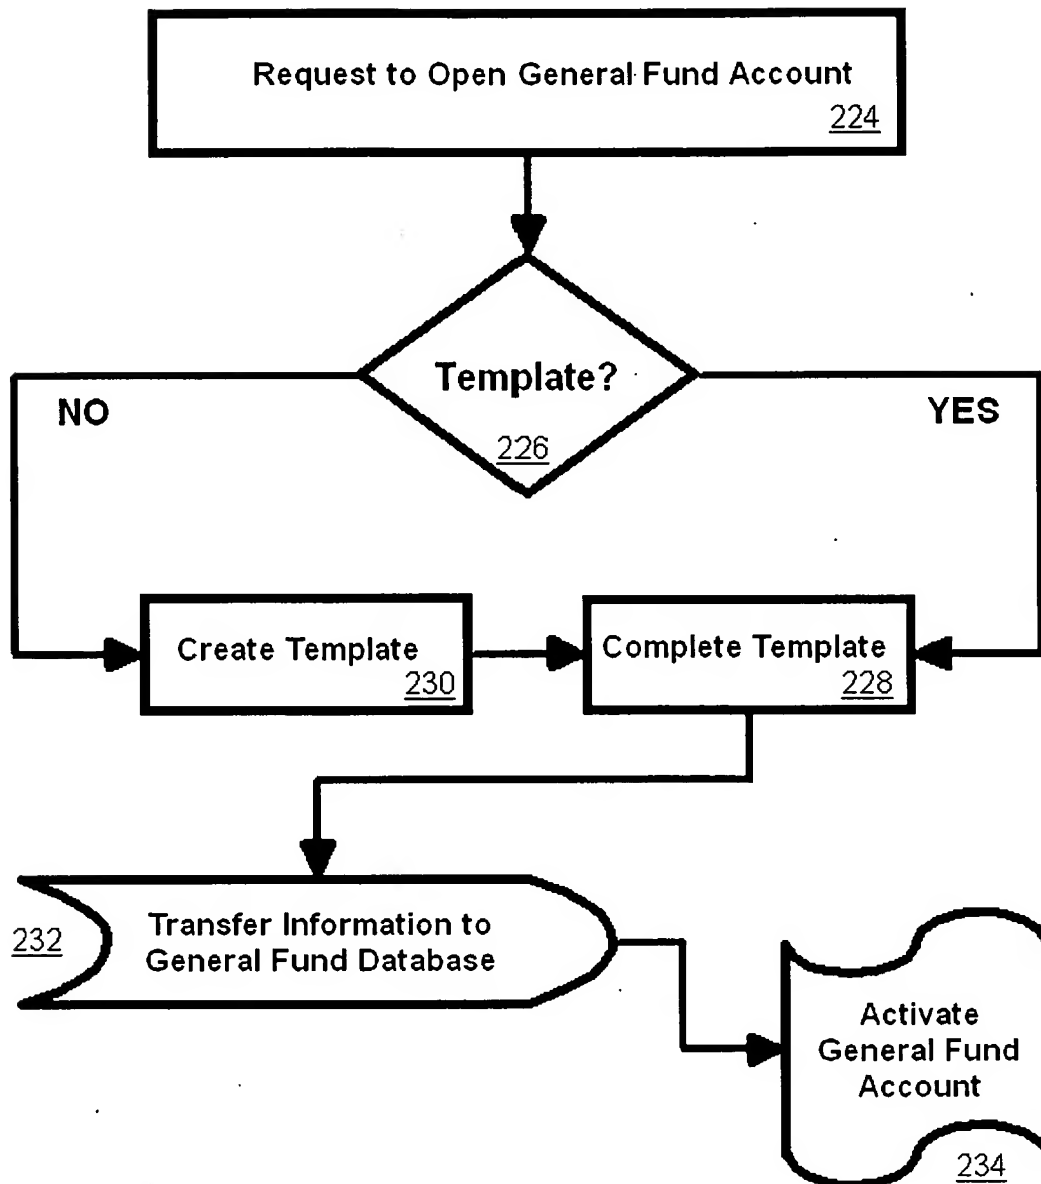 Request to Open General Fund Account
224
Template?
NO
YES
226
Create Template
230
Complete Template
228
232
Transfer Information to
General Fund Database
Activate
General Fund
Account
234